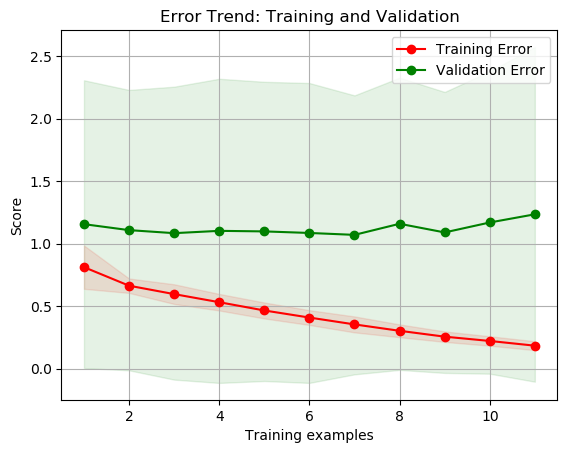 Error Trend: Training and Validation
Training Error
Validation Error
2.5
2.0
1.5
1.0
0.5
0.0
Score
2
4
6
8
10
Training examples